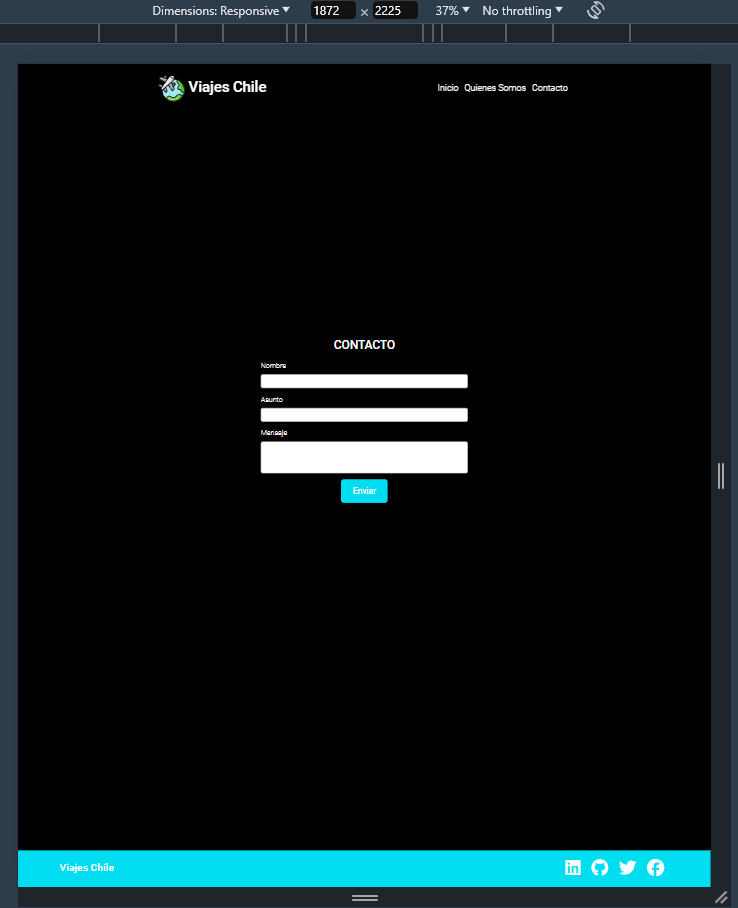 Dimensions: Responsive 1872 × 2225 37% No throttling
Viajes Chile Inicio Quienes Somos Contacto
CONTACTO
Nombre
Asunto
Mensaje
Enviar
Viajes Chile